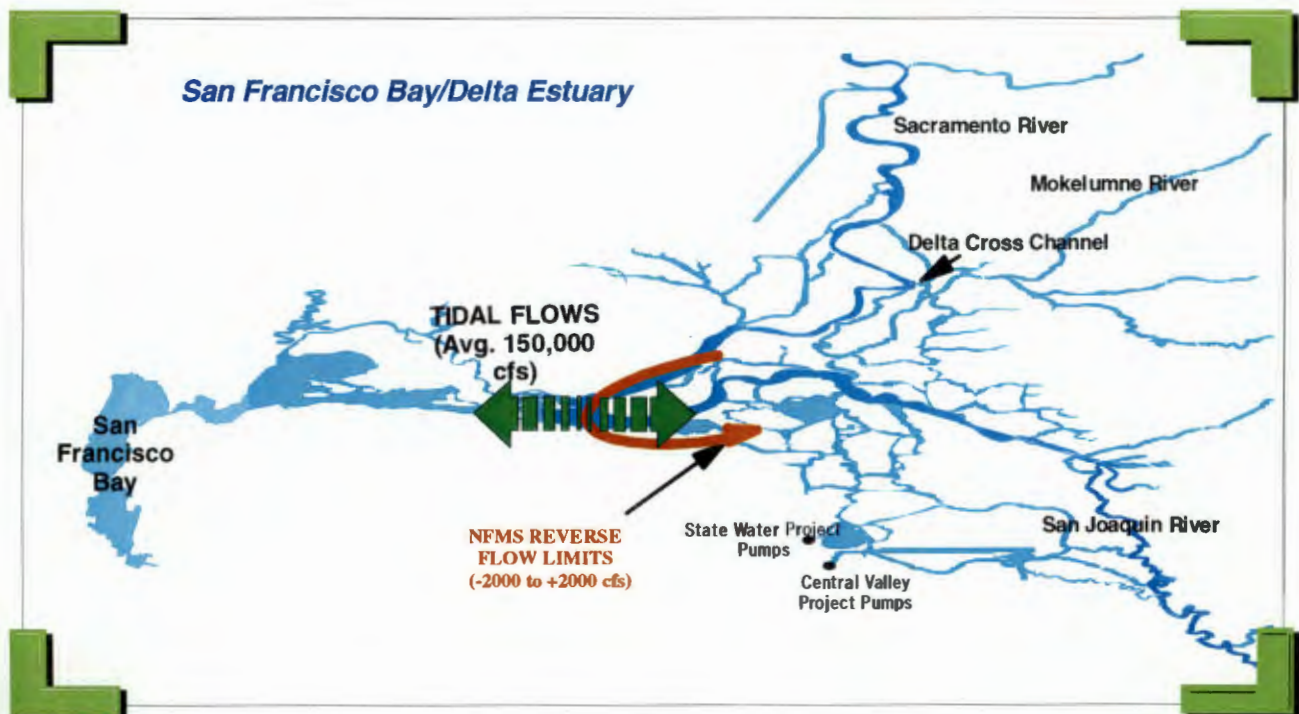 San Francisco Bay/Delta Estuary
Sacramento River
Mokelumne River
Delta Cross Channel
TIDAL FLOWS
(Avg. 150,000
cfs)
San
Francisco
Bay
NFMS REVERSE
FLOW LIMITS
(-2000 to +2000 cfs)
State Water Project
Pumps
Central Valley
Project Pumps
San Joaquin River